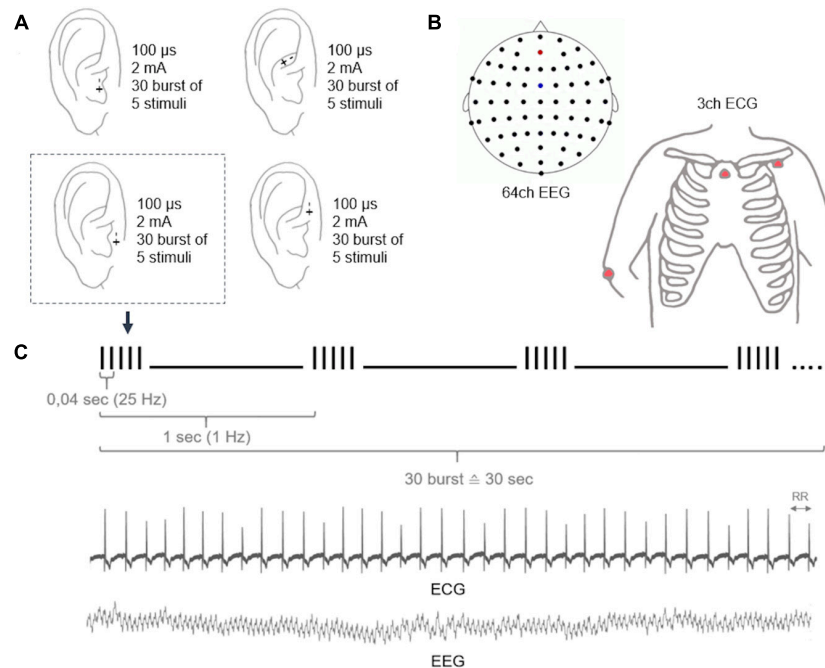 A
100 µs
2 mA
30 burst of
5 stimuli
100 µs
2 mA
30 burst of
5 stimuli
100 µs
2 mA
30 burst of
5 stimuli
100 µs
2 mA
30 burst of
5 stimuli
B
64ch EEG
3ch ECG
C
0,04 sec (25 Hz)
1 sec (1 Hz)
30 burst ≙ 30 sec
RR
ECG
EEG